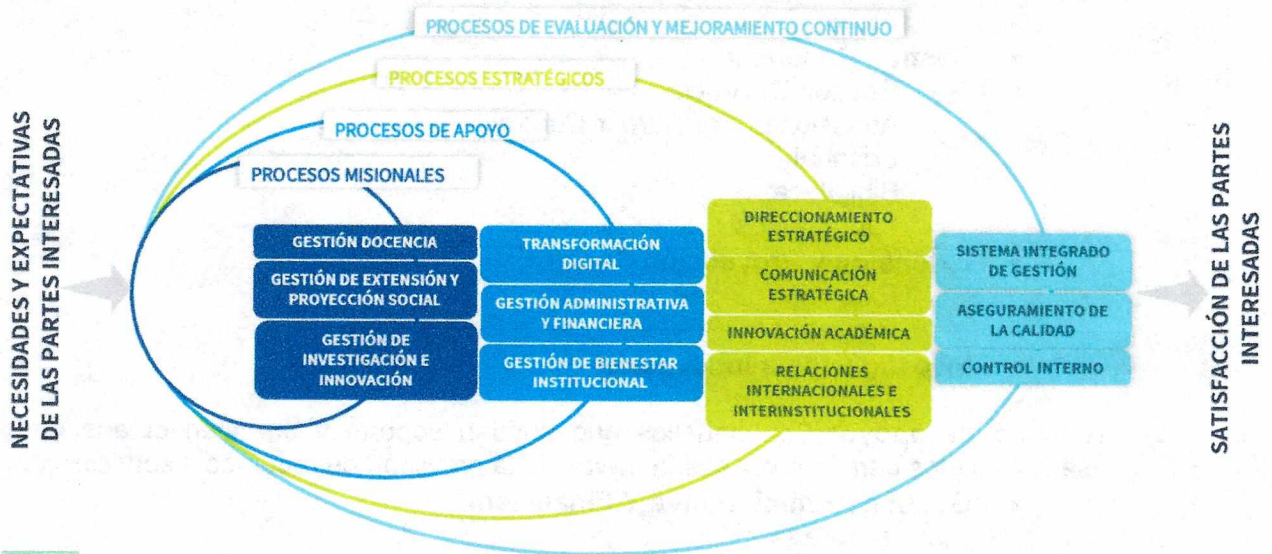 PROCESOS DE EVALUACIÓN Y MEJORAMIENTO CONTINUO
PROCESOS ESTRATÉGICOS
PROCESOS DE APOYO
PROCESOS MISIONALES
NECESIDADES Y EXPECTATIVAS
DE LAS PARTES INTERESADAS
GESTIÓN DOCENCIA
GESTIÓN DE EXTENSIÓN Y
PROYECCIÓN SOCIAL
GESTIÓN DE
INVESTIGACIÓN E
INNOVACIÓN
TRANSFORMACIÓN
DIGITAL
GESTIÓN ADMINISTRATIVA
Y FINANCIERA
GESTIÓN DE BIENESTAR
INSTITUCIONAL
DIRECCIONAMIENTO
ESTRATÉGICO
COMUNICACIÓN
ESTRATÉGICA
INNOVACIÓN ACADÉMICA
RELACIONES
INTERNACIONALES E
INTERINSTITUCIONALES
SISTEMA INTEGRADO
DE GESTIÓN
ASEGURAMIENTO DE
LA CALIDAD
CONTROL INTERNO
SATISFACCIÓN DE LAS PARTES
INTERESADAS